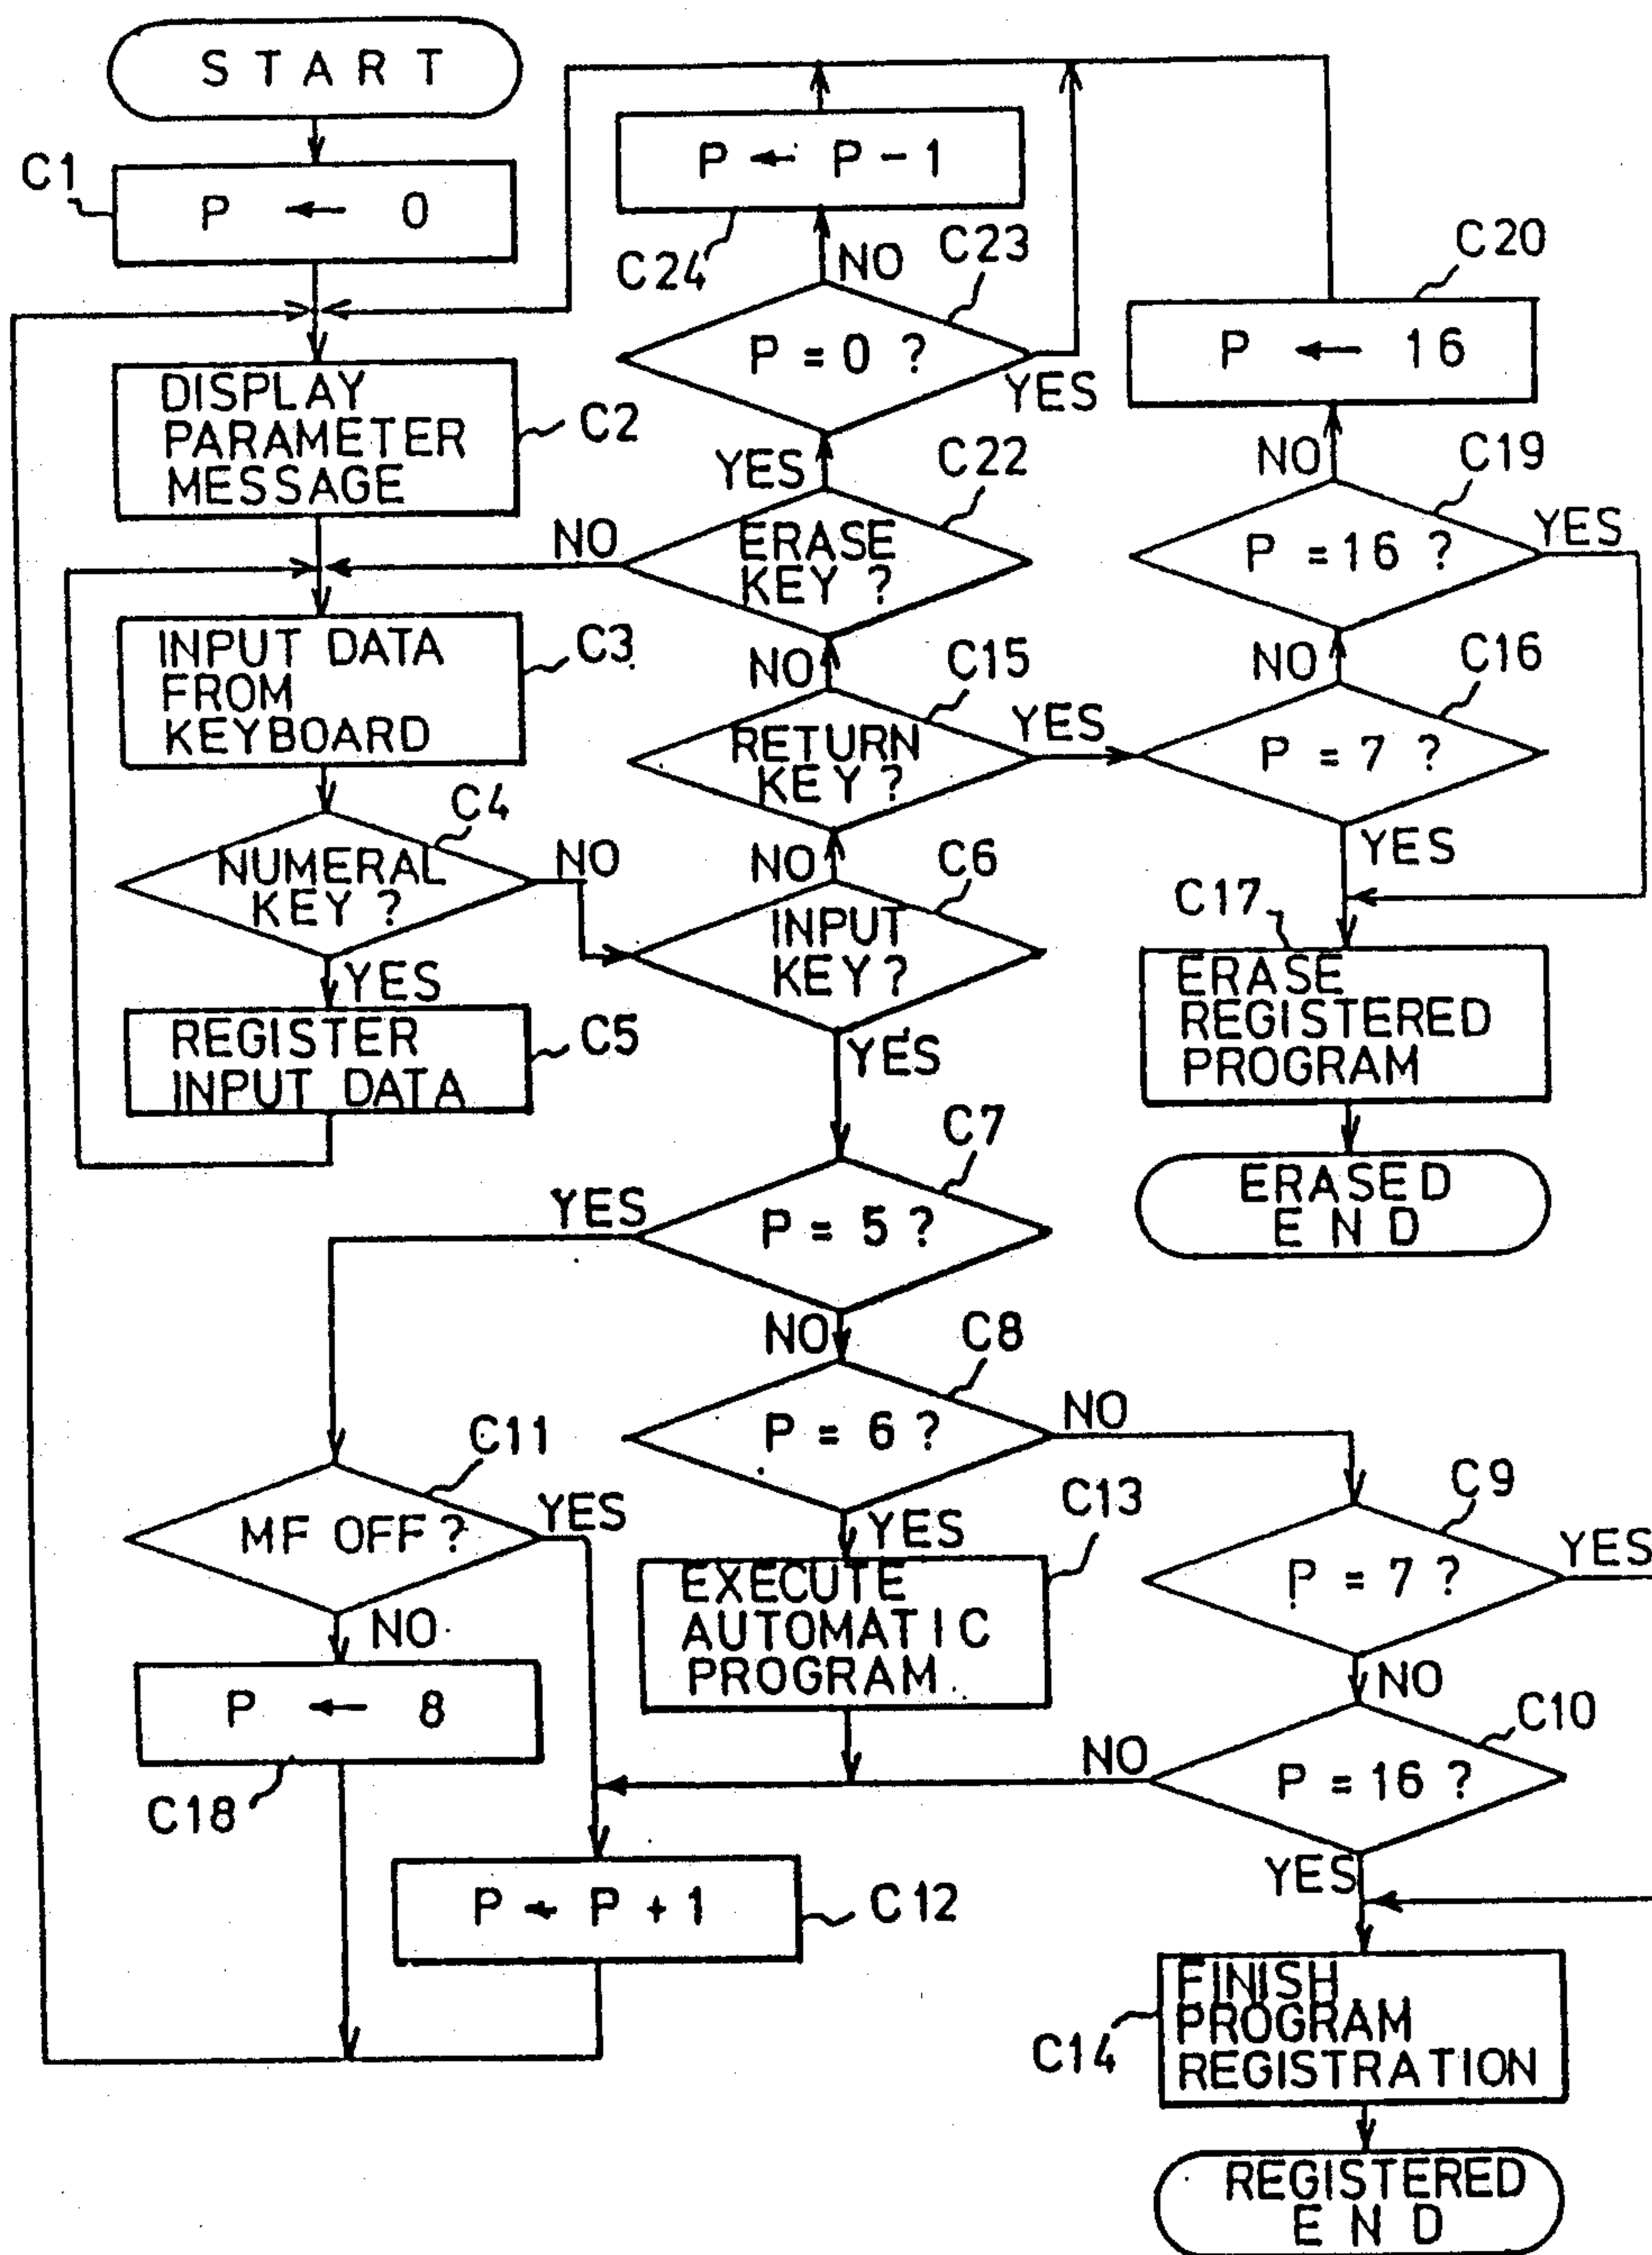 START
C1
P ← 0
DISPLAY
PARAMETER
MESSAGE
C2
INPUT DATA
FROM
KEYBOARD
C3
C4
NUMERAL
KEY ?
NO
YES
REGISTER
INPUT DATA
C5
P ← P - 1
C24
NO
C23
P = 0 ?
YES
YES
C22
NO
ERASE
KEY ?
NO
C15
RETURN
KEY ?
YES
NO
C6
INPUT
KEY ?
YES
C20
P ← 16
NO
C19
P = 16 ?
YES
NO
C16
P = 7 ?
YES
C17
ERASE
REGISTERED
PROGRAM
ERASED
END
C7
YES
P = 5 ?
NO
C8
P = 6 ?
NO
YES
C13
EXECUTE
AUTOMATIC
PROGRAM
C11
MF OFF ?
YES
NO
P ← 8
C18
P ← P + 1
C12
C9
P = 7 ?
YES
NO
C10
NO
P = 16 ?
YES
C14
FINISH
PROGRAM
REGISTRATION
REGISTERED
END